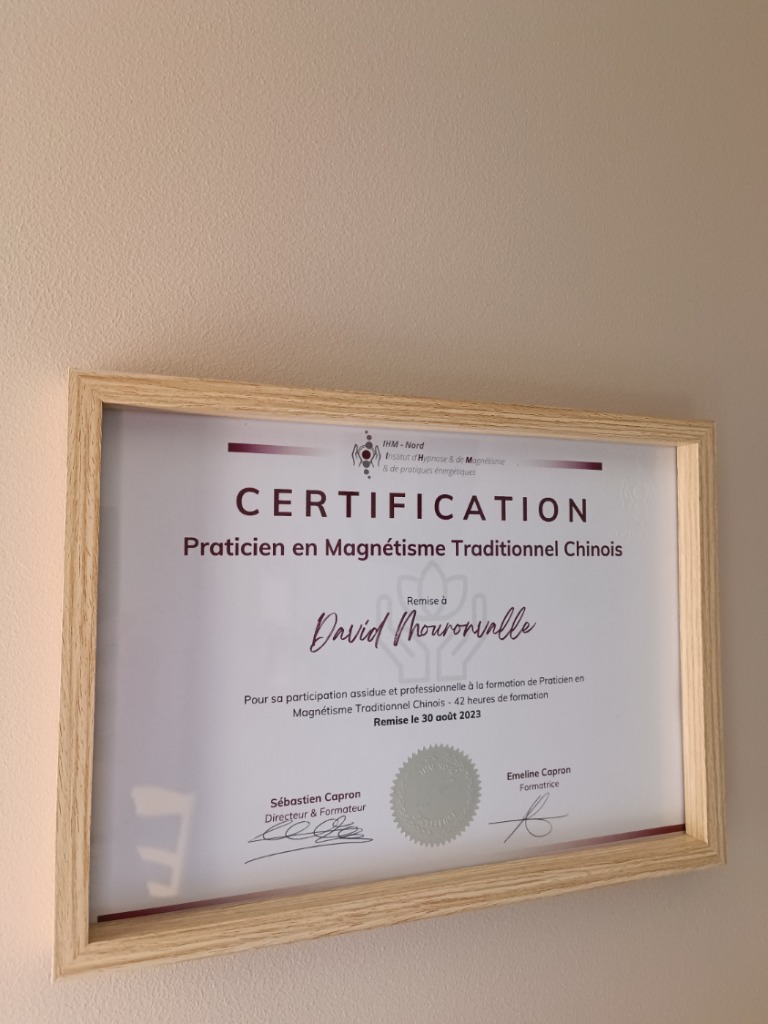 IHM - Nord
Institut d'Hypnose & de Magnétisme
& de pratiques énergétiques
CERTIFICATION
Praticien en Magnétisme Traditionnel Chinois
Remise à
David Mouronvalle
Pour sa participation assidue et professionnelle à la formation de Praticien en
Magnétisme Traditionnel Chinois - 42 heures de formation
Remise le 30 août 2023
Sébastien Capron
Directeur & Formateur
Emeline Capron
Formatrice